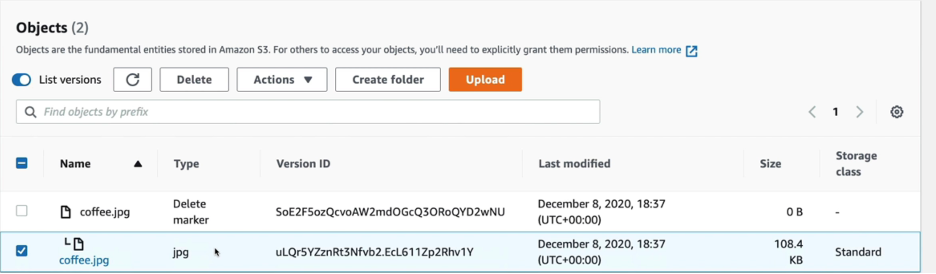 Objects (2)
Objects are the fundamental entities stored in Amazon S3. For others to access your objects, you'll need to explicitly grant them permissions. Learn more
List versions Delete Actions Create folder Upload
Find objects by prefix 1
Name Type Version ID Last modified Size Storage class
coffee.jpg Delete marker SoE2F5ozQcvoAW2mdOGcQ3ORoQYD2wNU December 8, 2020, 18:37 (UTC+00:00) 0 B -
coffee.jpg jpg uLQr5YZznRt3Nfvb2.EcL611Zp2Rhv1Y December 8, 2020, 18:37 (UTC+00:00) 108.4 KB Standard